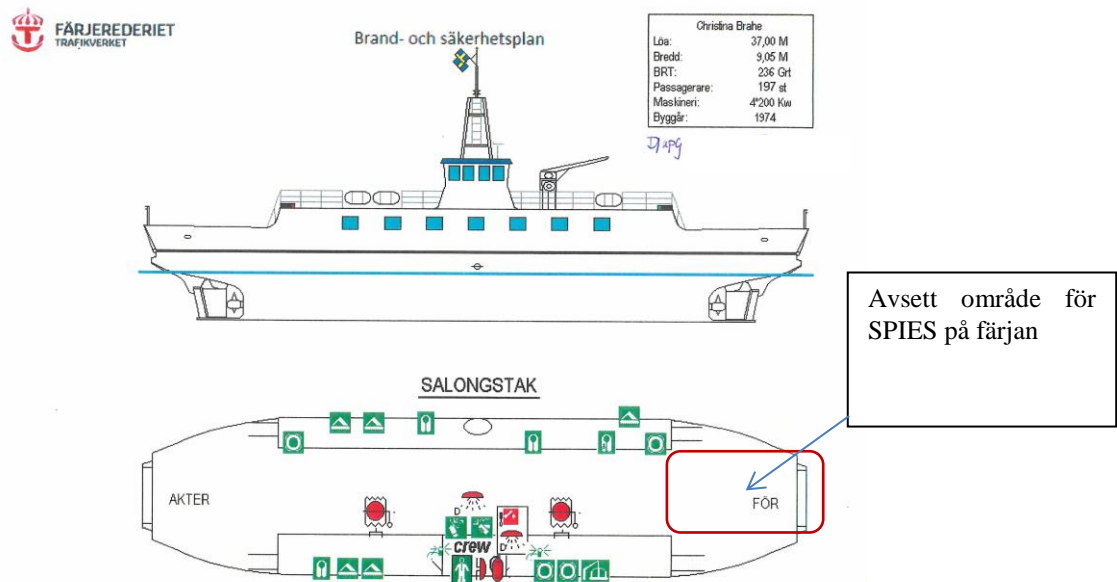 FÄRJEREDERIET
TRAFIKVERKET
Brand- och säkerhetsplan
Christina Brahe
Löa: 37,00 M
Bredd: 9,05 M
BRT: 236 Grt
Passagerare: 197 st
Maskineri: 4*200 Kw
Byggår: 1974
Avsett område för
SPIES på färjan
SALONGSTAK
AKTER
FÖR
D
crew
D